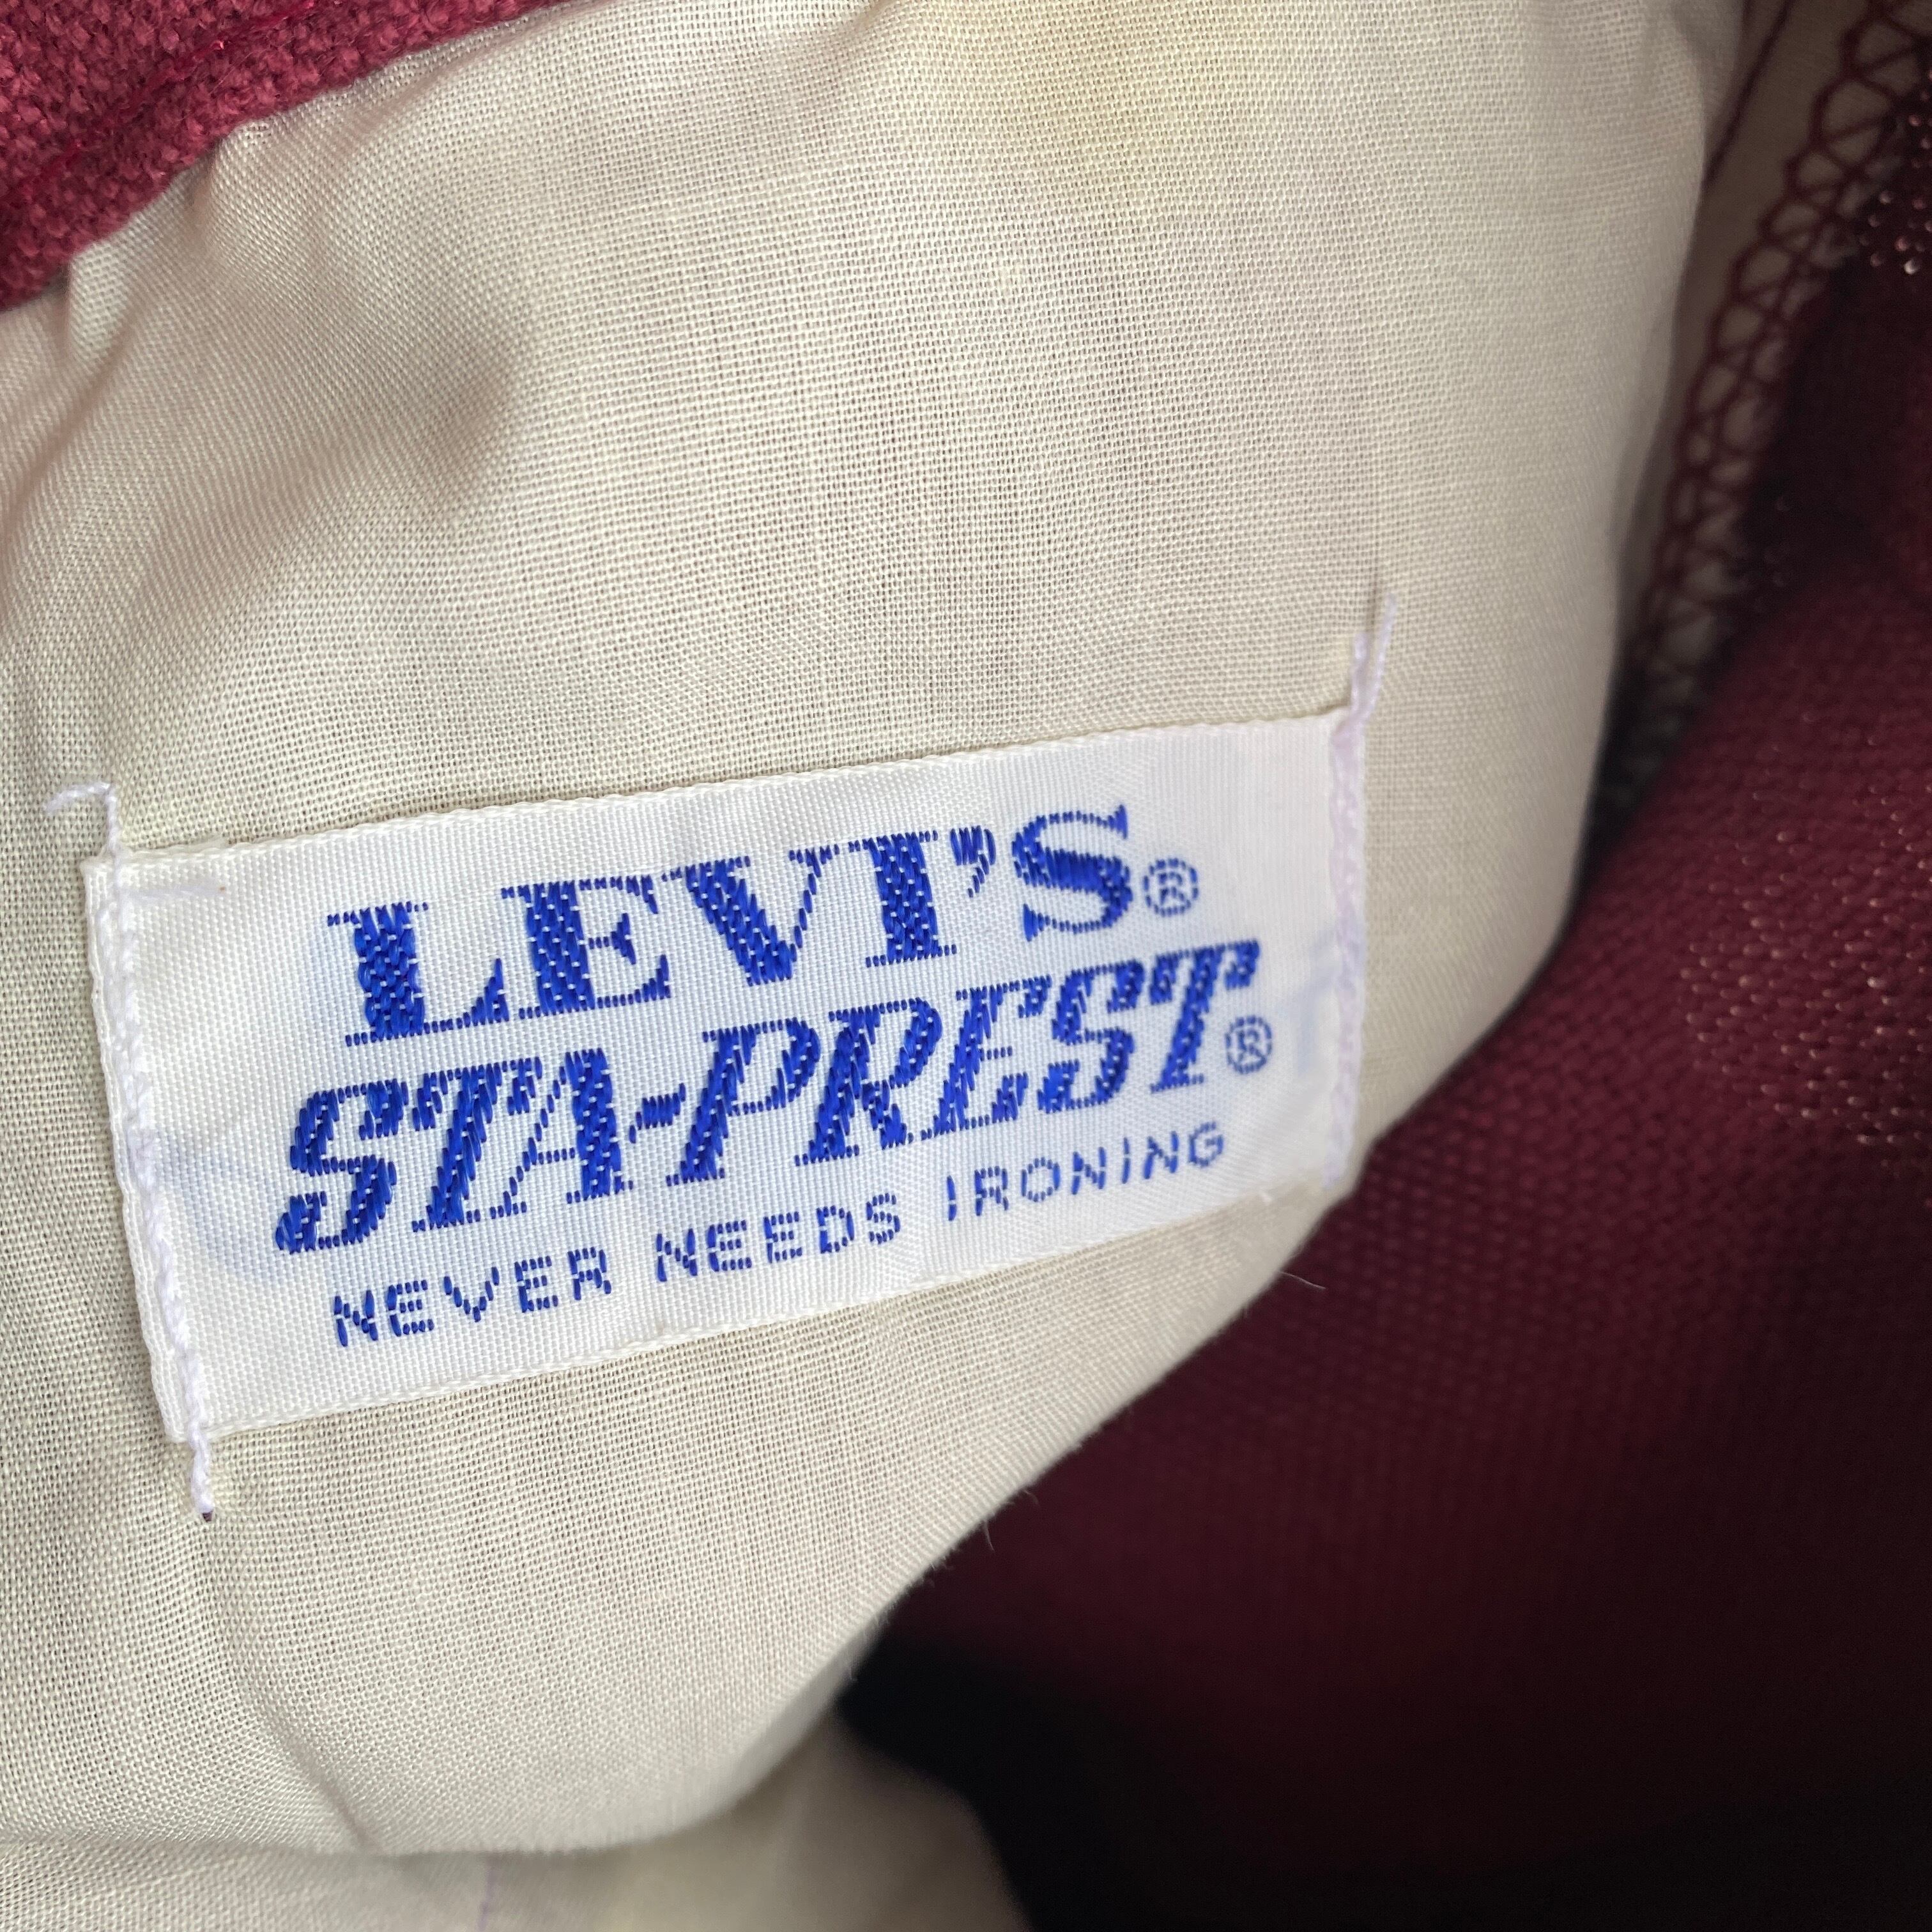 LEVI'S®
STA-PREST®
NEVER NEEDS IRONING